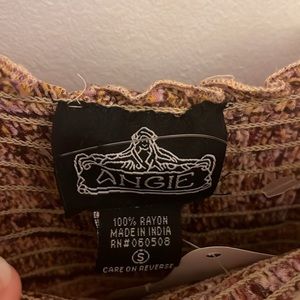 ANGIE
100% RAYON
MADE IN INDIA
RN#060508
S
CARE ON REVERSE